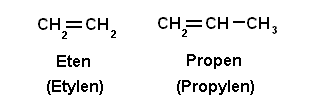 CH₂=CH₂ CH₂=CH—CH₃
Eten Propen
(Etylen) (Propylen)